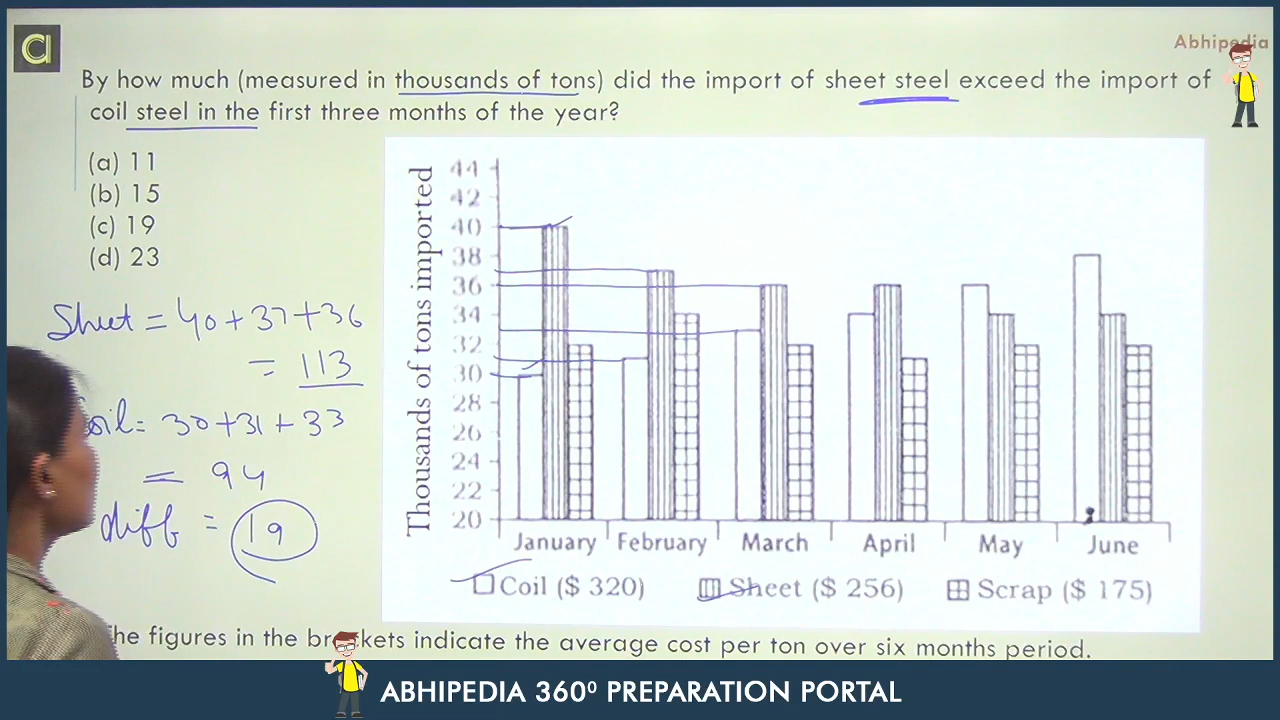 Abhipedia
By how much (measured in thousands of tons) did the import of sheet steel exceed the import of
coil steel in the first three months of the year?
(a) 11
(b) 15
(c) 19
(d) 23
Sheet = 40+37+36
= 113
oil = 30+31+33
= 94
diff = 19
Thousands of tons imported
44
42
40
38
36
34
32
30
28
26
24
22
20
January February March April May June
Coil ($ 320) Sheet ($ 256) Scrap ($ 175)
he figures in the brackets indicate the average cost per ton over six months period.
ABHIPEDIA 360⁰ PREPARATION PORTAL